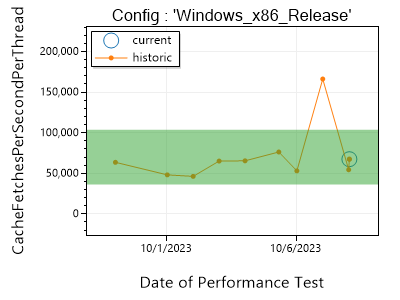 Config : 'Windows_x86_Release'
CacheFetchesPerSecondPerThread
current
historic
200,000
150,000
100,000
50,000
0
10/1/2023 10/6/2023
Date of Performance Test